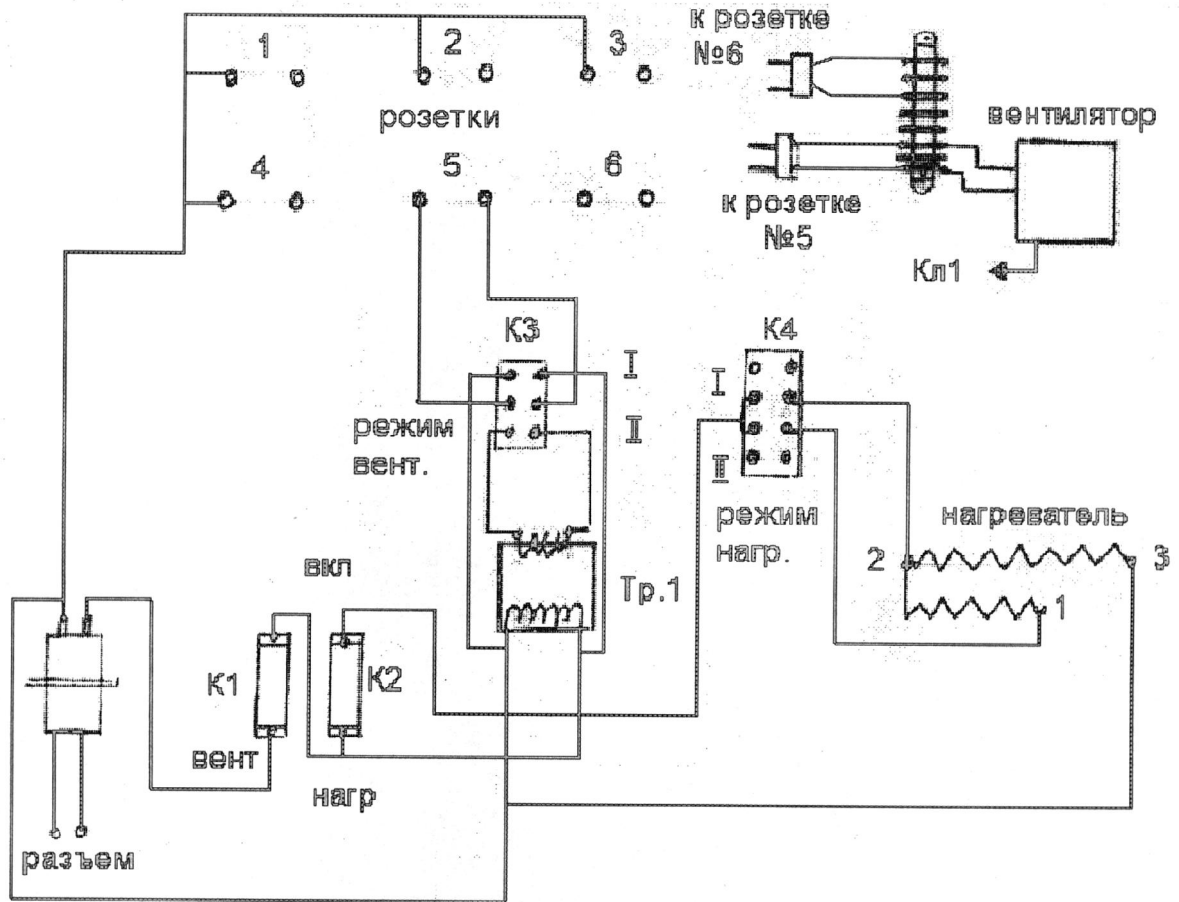 к розетке
№6
1
2
3
розетки
вентилятор
4
5
6
к розетке
№5
Кл1
К3
К4
I
I
режим
вент.
II
II
режим
нагр.
нагреватель
2
3
вкл
Тр.1
1
К1
К2
вент
нагр
разъем